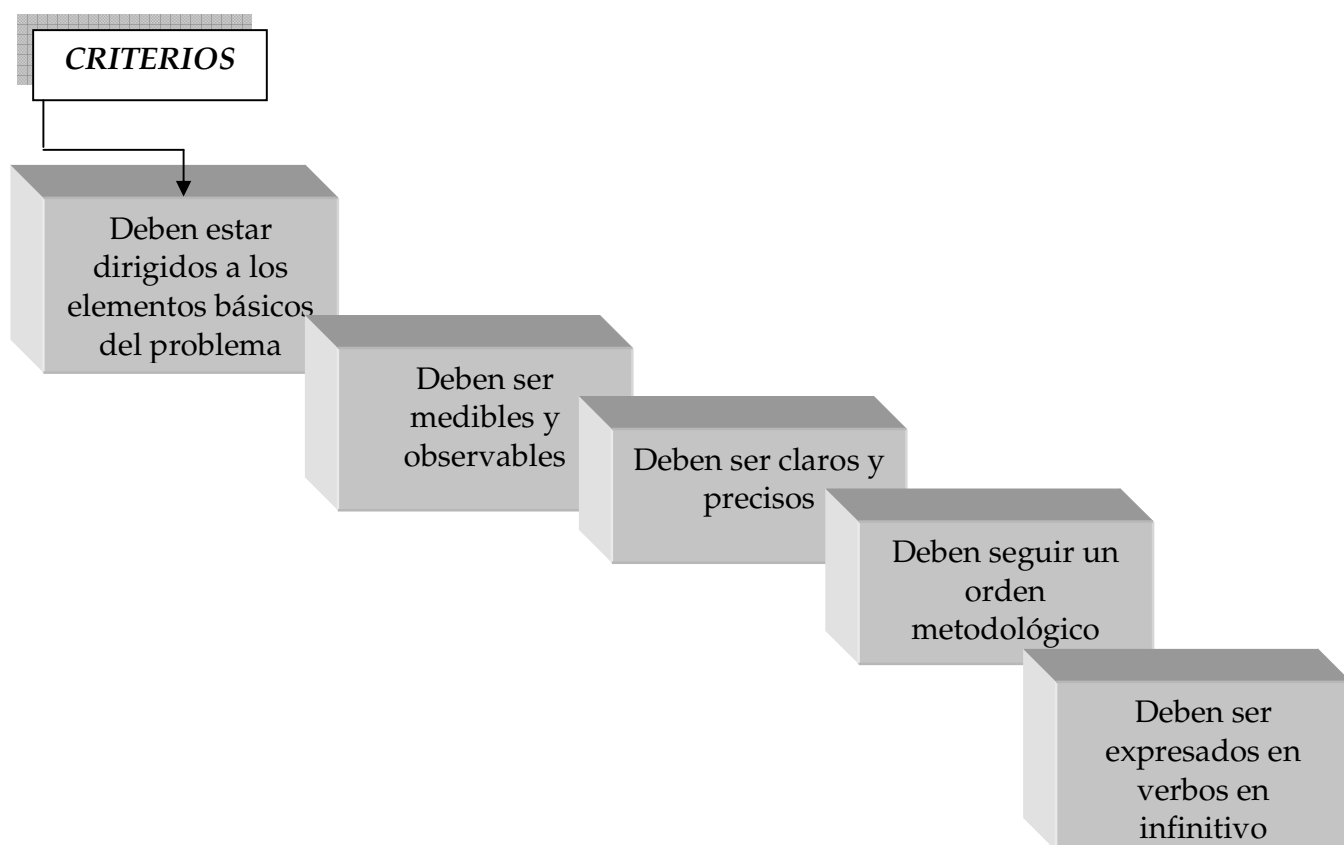 CRITERIOS
Deben estar
dirigidos a los
elementos básicos
del problema
Deben ser
medibles y
observables
Deben ser claros y
precisos
Deben seguir un
orden
metodológico
Deben ser
expresados en
verbos en
infinitivo